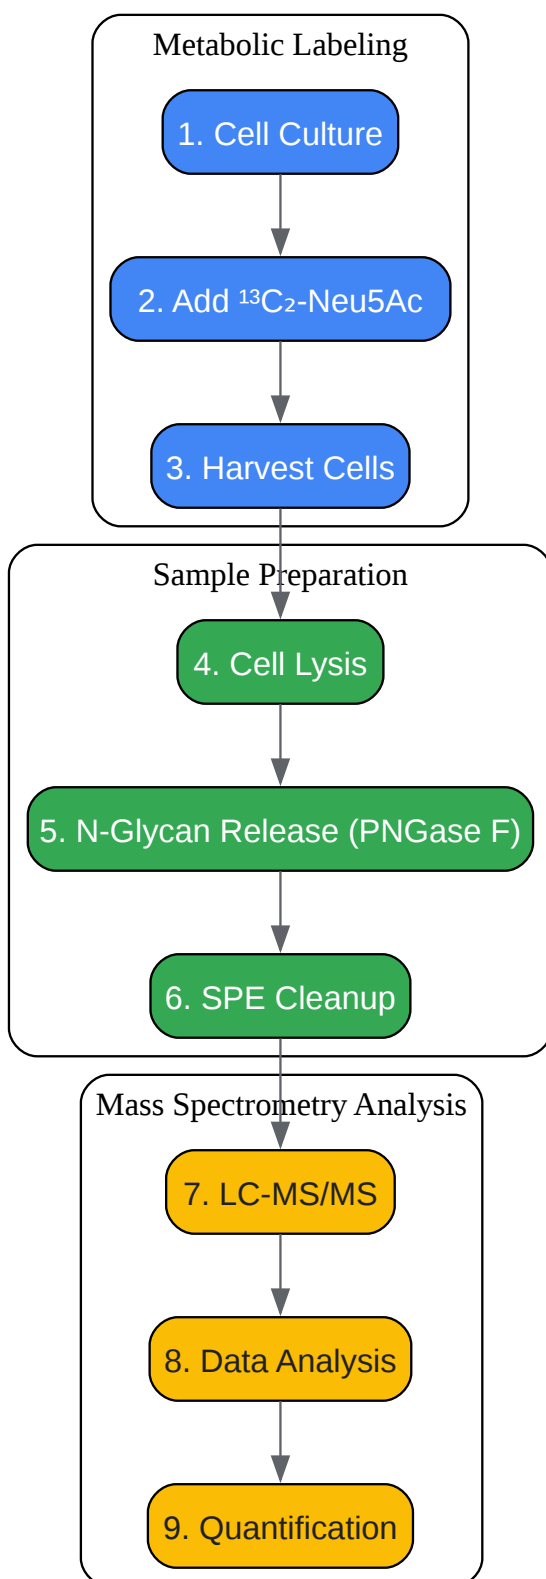 Metabolic Labeling
1. Cell Culture
2. Add ¹³C₂-Neu5Ac
3. Harvest Cells
Sample Preparation
4. Cell Lysis
5. N-Glycan Release (PNGase F)
6. SPE Cleanup
Mass Spectrometry Analysis
7. LC-MS/MS
8. Data Analysis
9. Quantification